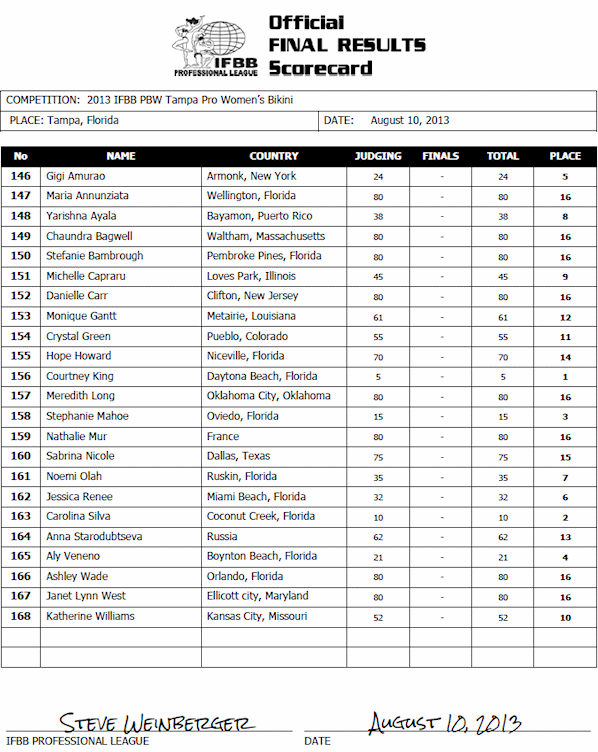 Official
FINAL RESULTS
Scorecard
IFBB
PROFESSIONAL LEAGUE
COMPETITION: 2013 IFBB PBW Tampa Pro Women's Bikini
PLACE: Tampa, Florida DATE: August 10, 2013
No NAME COUNTRY JUDGING FINALS TOTAL PLACE
146 Gigi Amurao Armonk, New York 24 - 24 5
147 Maria Annunziata Wellington, Florida 80 - 80 16
148 Yarishna Ayala Bayamon, Puerto Rico 38 - 38 8
149 Chaundra Bagwell Waltham, Massachusetts 80 - 80 16
150 Stefanie Bambrough Pembroke Pines, Florida 80 - 80 16
151 Michelle Capraru Loves Park, Illinois 45 - 45 9
152 Danielle Carr Clifton, New Jersey 80 - 80 16
153 Monique Gantt Metairie, Louisiana 61 - 61 12
154 Crystal Green Pueblo, Colorado 55 - 55 11
155 Hope Howard Niceville, Florida 70 - 70 14
156 Courtney King Daytona Beach, Florida 5 - 5 1
157 Meredith Long Oklahoma City, Oklahoma 80 - 80 16
158 Stephanie Mahoe Oviedo, Florida 15 - 15 3
159 Nathalie Mur France 80 - 80 16
160 Sabrina Nicole Dallas, Texas 75 - 75 15
161 Noemi Olah Ruskin, Florida 35 - 35 7
162 Jessica Renee Miami Beach, Florida 32 - 32 6
163 Carolina Silva Coconut Creek, Florida 10 - 10 2
164 Anna Starodubtseva Russia 62 - 62 13
165 Aly Veneno Boynton Beach, Florida 21 - 21 4
166 Ashley Wade Orlando, Florida 80 - 80 16
167 Janet Lynn West Ellicott city, Maryland 80 - 80 16
168 Katherine Williams Kansas City, Missouri 52 - 52 10
STEVE WEINBERGER AUGUST 10, 2013
IFBB PROFESSIONAL LEAGUE DATE